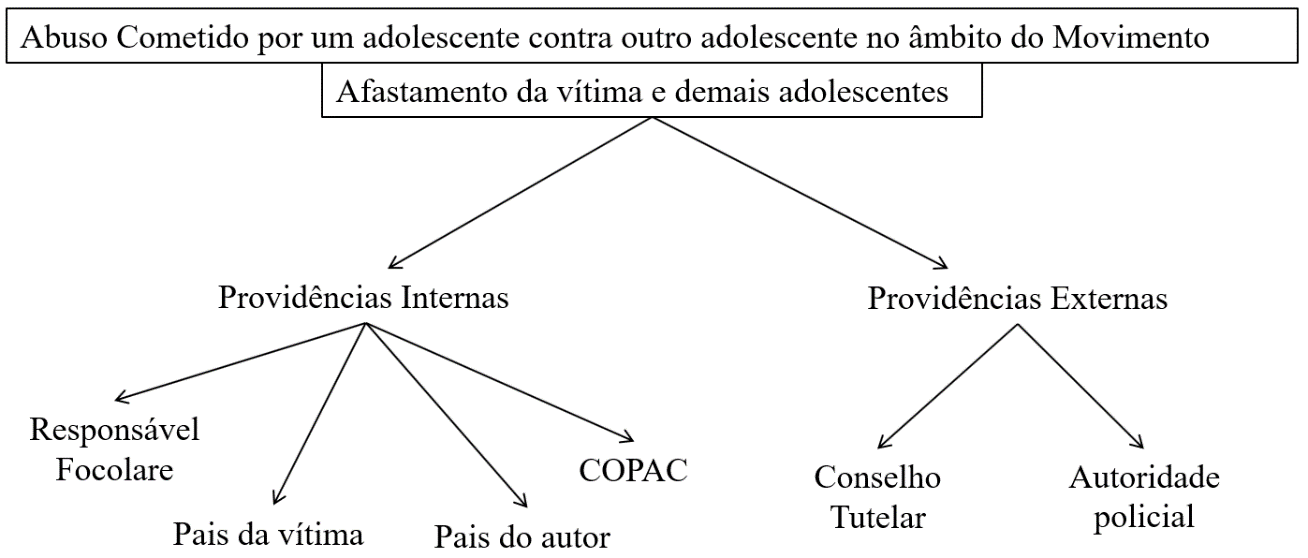 Abuso Cometido por um adolescente contra outro adolescente no âmbito do Movimento
Afastamento da vítima e demais adolescentes
Providências Internas
Providências Externas
Responsável
Focolare
Pais da vítima
Pais do autor
COPAC
Conselho
Tutelar
Autoridade
policial